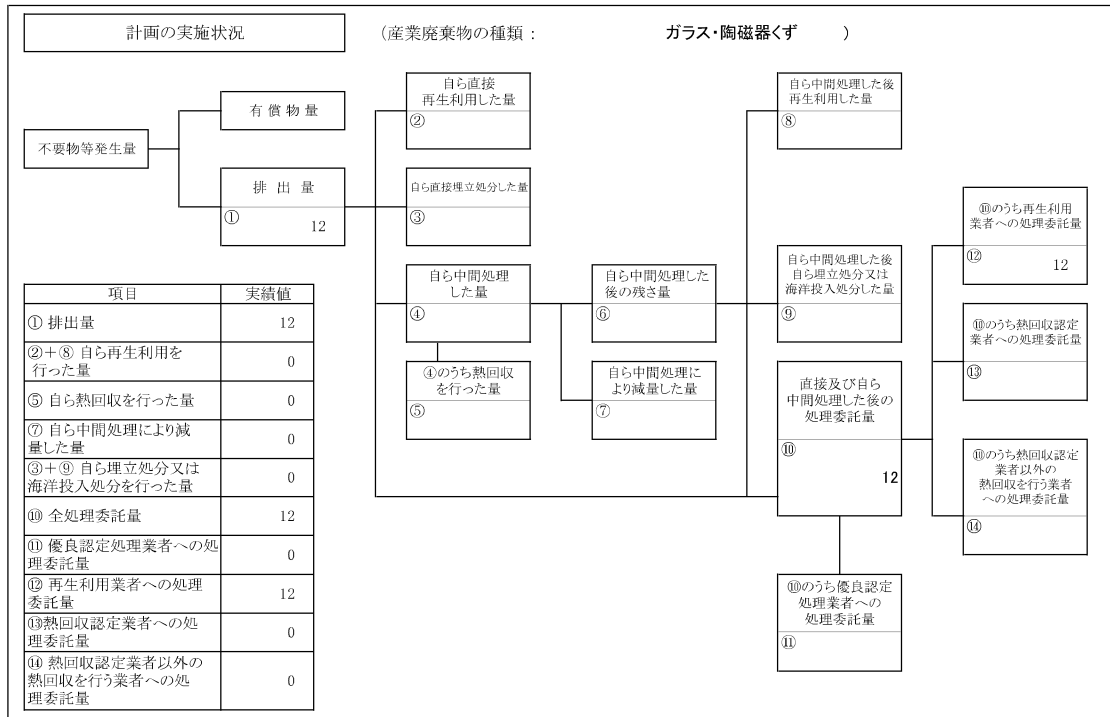 計画の実施状況
(産業廃棄物の種類: ガラス・陶磁器くず )
不要物等発生量
有償物量
排出量
①
12
自ら直接
再生利用した量
②
自ら直接埋立処分した量
③
自ら中間処理
した量
④
④のうち熱回収
を行った量
⑤
自ら中間処理した
後の残さ量
⑥
自ら中間処理に
より減量した量
⑦
自ら中間処理した後
再生利用した量
⑧
自ら中間処理した後
自ら埋立処分又は
海洋投入処分した量
⑨
直接及び自ら
中間処理した後の
処理委託量
⑩
12
⑩のうち優良認定
処理業者への
処理委託量
⑪
⑩のうち再生利用
業者への処理委託量
⑫
12
⑩のうち熱回収認定
業者への処理委託量
⑬
⑩のうち熱回収認定
業者以外の
熱回収を行う業者
への処理委託量
⑭
項目 実績値
① 排出量 12
②+⑧ 自ら再生利用を
行った量 0
⑤ 自ら熱回収を行った量 0
⑦ 自ら中間処理により減
量した量 0
③+⑨ 自ら埋立処分又は
海洋投入処分を行った量 0
⑩ 全処理委託量 12
⑪ 優良認定処理業者への処
理委託量 0
⑫ 再生利用業者への処理
委託量 12
⑬熱回収認定業者への処
理委託量 0
⑭ 熱回収認定業者以外の
熱回収を行う業者への処
理委託量 0